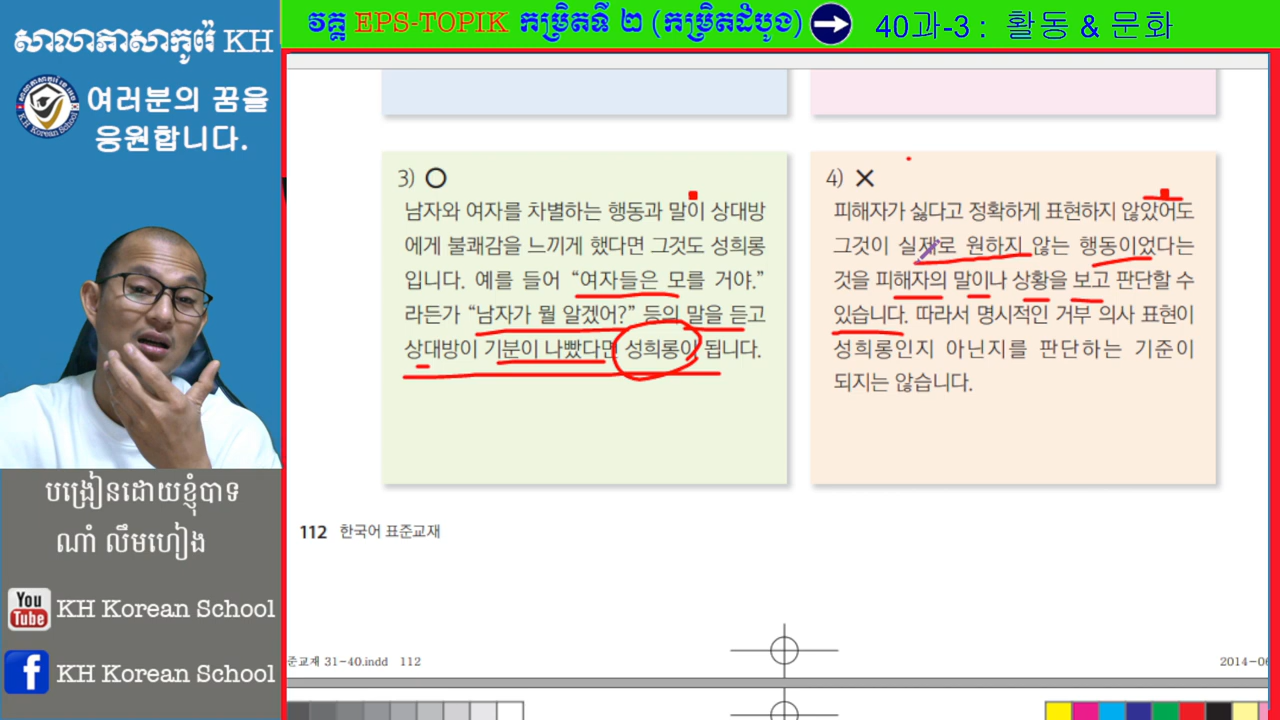 សាលាភាសាកូរ៉េ KH
여러분의 꿈을
응원합니다.
KH Korean School
វគ្គ EPS-TOPIK កម្រិតទី ២ (កម្រិតដំបូង) 40과-3 : 활동 & 문화
3) ○
남자와 여자를 차별하는 행동과 말이 상대방
에게 불쾌감을 느끼게 했다면 그것도 성희롱
입니다. 예를 들어 “여자들은 모를 거야.”
라든가 “남자가 뭘 알겠어?” 등의 말을 듣고
상대방이 기분이 나빴다면 성희롱이 됩니다.
4) ×
피해자가 싫다고 정확하게 표현하지 않았어도
그것이 실제로 원하지 않는 행동이었다는
것을 피해자의 말이나 상황을 보고 판단할 수
있습니다. 따라서 명시적인 거부 의사 표현이
성희롱인지 아닌지를 판단하는 기준이
되지는 않습니다.
112 한국어 표준교재
준교재 31-40.indd 112
2014-06
បង្រៀនដោយខ្ញុំបាទ
ណាំ លឹមហៀង
You Tube KH Korean School
f KH Korean School